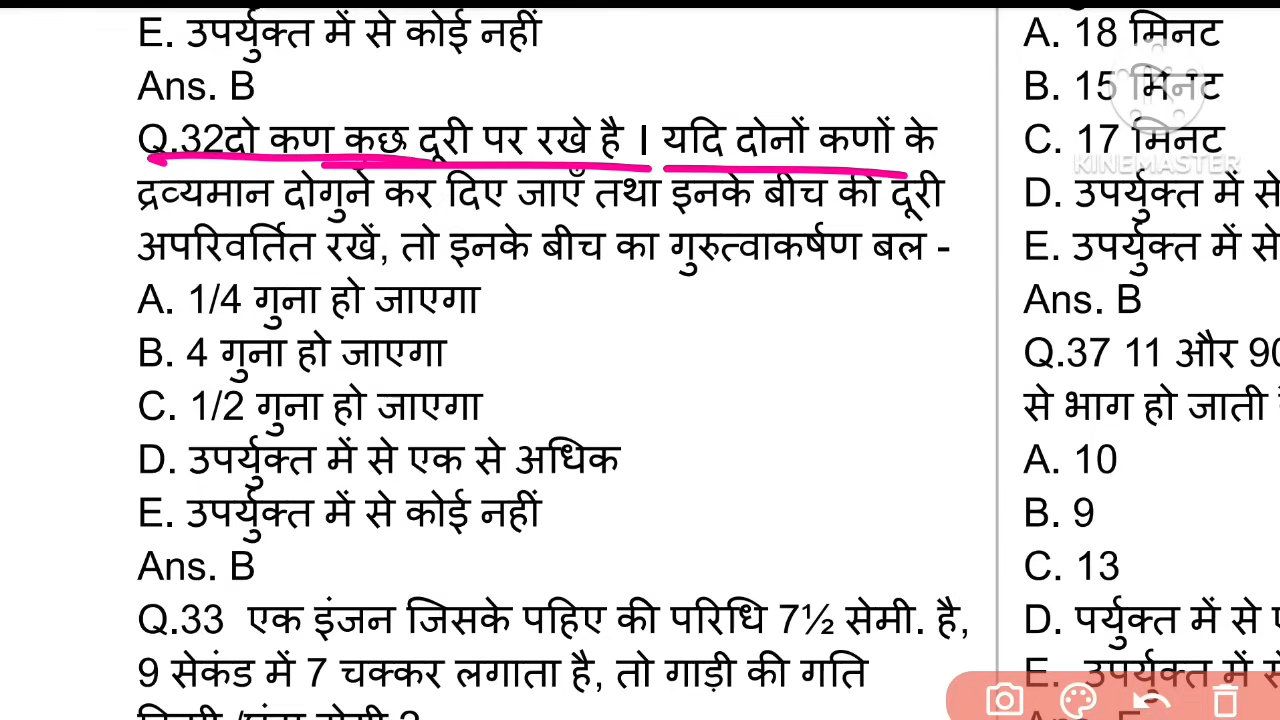 E. उपर्युक्त में से कोई नहीं
Ans. B
Q.32दो कण कुछ दूरी पर रखे है । यदि दोनों कणों के
द्रव्यमान दोगुने कर दिए जाएँ तथा इनके बीच की दूरी
अपरिवर्तित रखें, तो इनके बीच का गुरुत्वाकर्षण बल -
A. 1/4 गुना हो जाएगा
B. 4 गुना हो जाएगा
C. 1/2 गुना हो जाएगा
D. उपर्युक्त में से एक से अधिक
E. उपर्युक्त में से कोई नहीं
Ans. B
Q.33 एक इंजन जिसके पहिए की परिधि 7½ सेमी. है,
9 सेकंड में 7 चक्कर लगाता है, तो गाड़ी की गति
A. 18 मिनट
B. 15 मिनट
C. 17 मिनट
KINEMASTER
D. उपर्युक्त में से
E. उपर्युक्त में से
Ans. B
Q.37 11 और 90
से भाग हो जाती
A. 10
B. 9
C. 13
D. पर्युक्त में से
E. उपर्युक्त में से